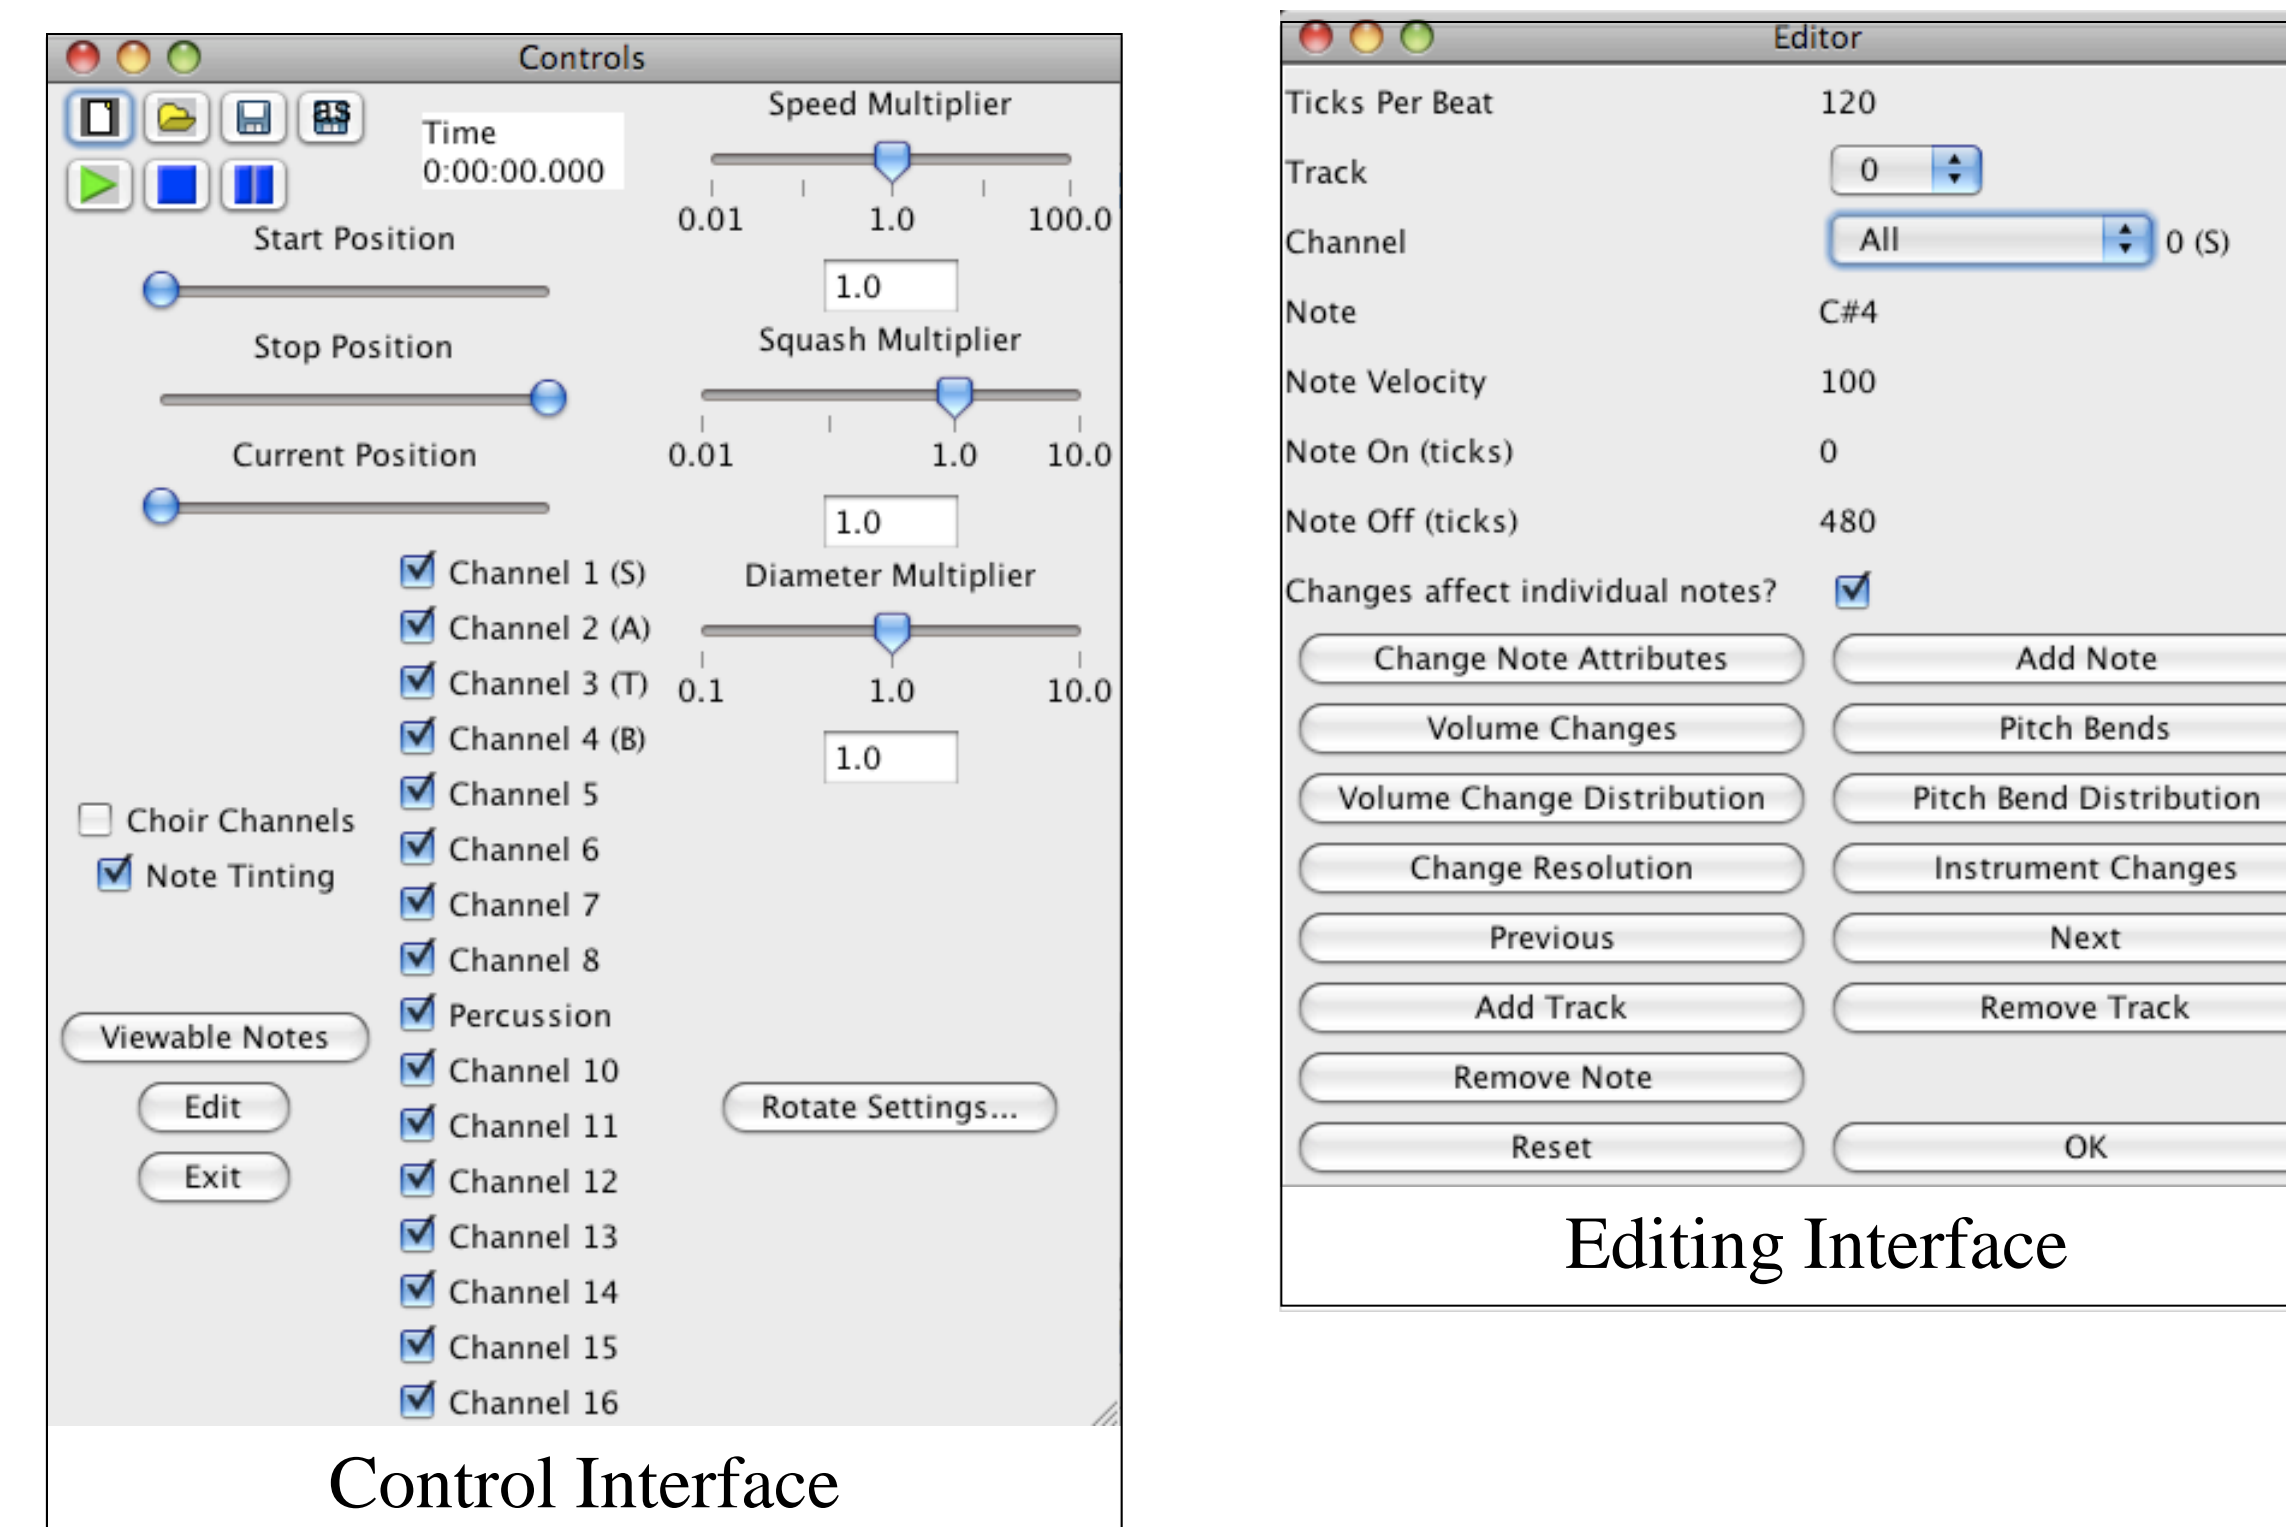 Controls
as
Time
0:00:00.000
Start Position
Stop Position
Current Position
Speed Multiplier
0.01 1.0 100.0
1.0
Squash Multiplier
0.01 1.0 10.0
1.0
Diameter Multiplier
0.1 1.0 10.0
1.0
Channel 1 (S)
Channel 2 (A)
Channel 3 (T)
Channel 4 (B)
Channel 5
Channel 6
Channel 7
Channel 8
Percussion
Channel 10
Channel 11
Channel 12
Channel 13
Channel 14
Channel 15
Channel 16
Choir Channels
Note Tinting
Viewable Notes
Edit
Exit
Rotate Settings...
Control Interface
Editor
Ticks Per Beat 120
Track 0
Channel All 0 (S)
Note C#4
Note Velocity 100
Note On (ticks) 0
Note Off (ticks) 480
Changes affect individual notes?
Change Note Attributes Add Note
Volume Changes Pitch Bends
Volume Change Distribution Pitch Bend Distribution
Change Resolution Instrument Changes
Previous Next
Add Track Remove Track
Remove Note
Reset OK
Editing Interface